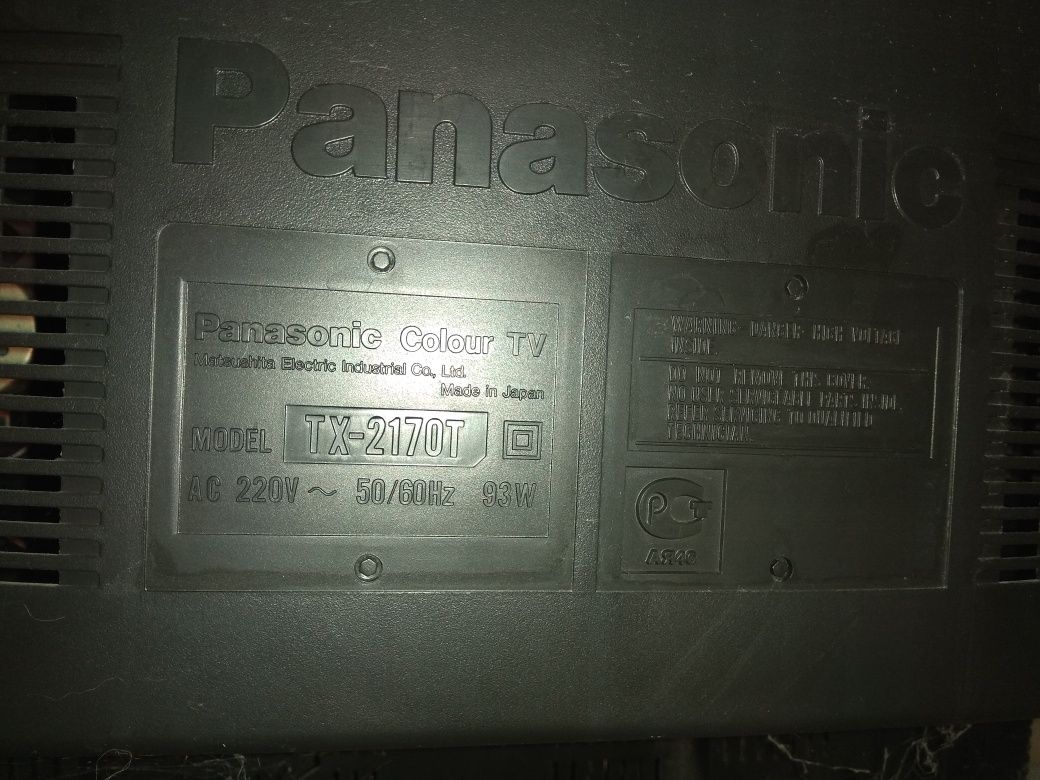 Panasonic
Panasonic Colour TV
Matsushita Electric Industrial Co., Ltd.
Made in Japan
MODEL TX-2170T
AC 220V ~ 50/60Hz 93W
WARNING: DANGER: HIGH VOLTAGE
INSIDE.
DO NOT REMOVE THIS COVER.
NO USER SERVICEABLE PARTS INSIDE.
REFER SERVICING TO QUALIFIED
TECHNICIAN.
АЯ46